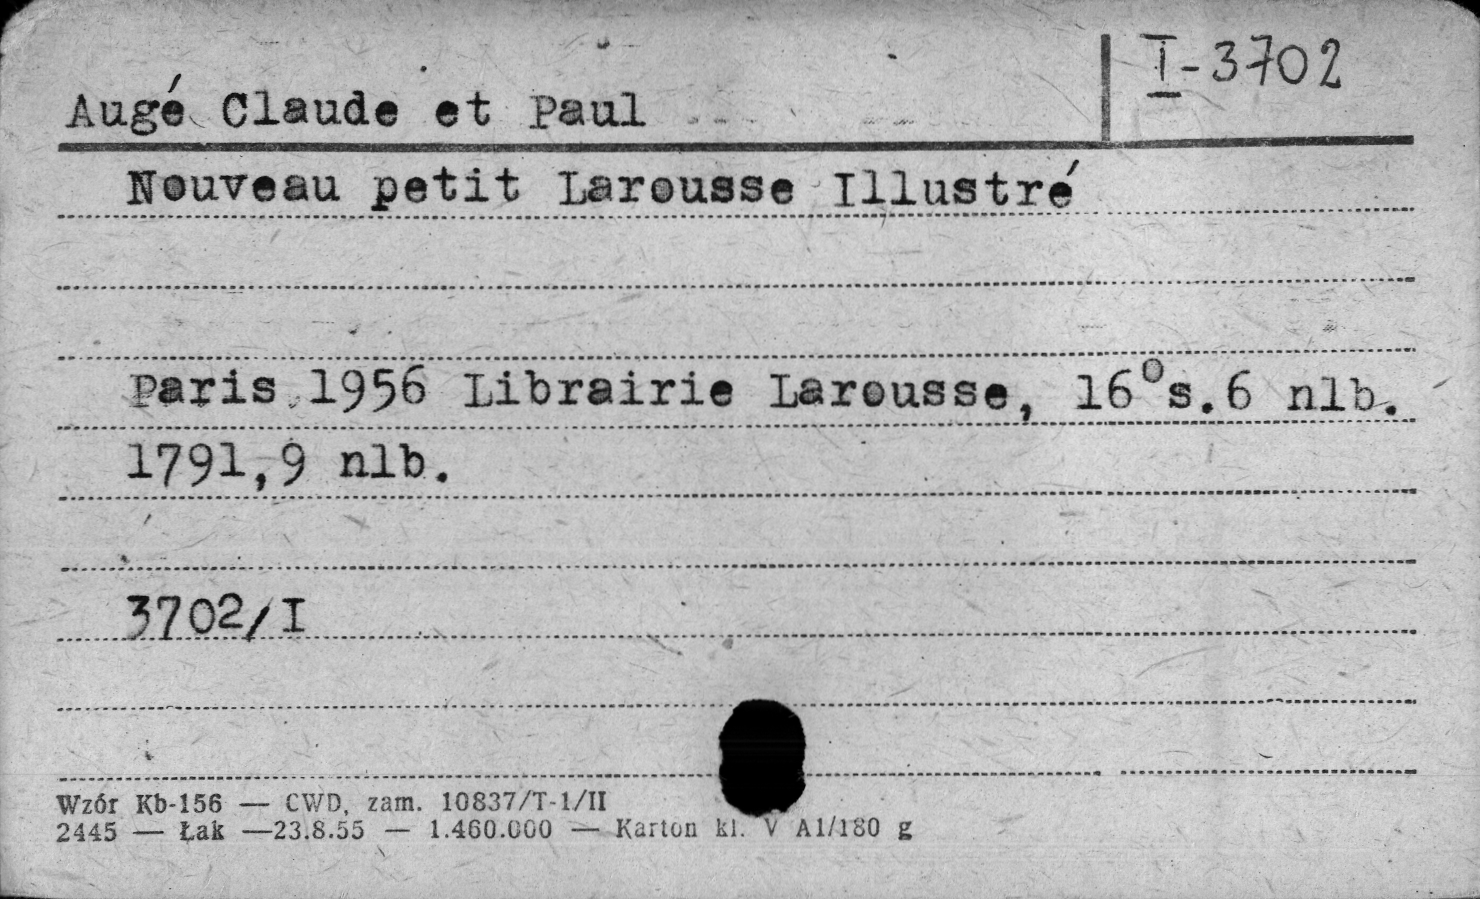 I-3702
Augé Claude et Paul
Nouveau petit Larousse Illustré
Paris 1956 Librairie Larousse, 16° s. 6 nlb.
1791,9 nlb.
3702/I
Wzór Kb-156 — CWD, zam. 10837/T-1/II
2445 — Łak —23.8.55 — 1.460.000 — Karton kl. V A1/180 g